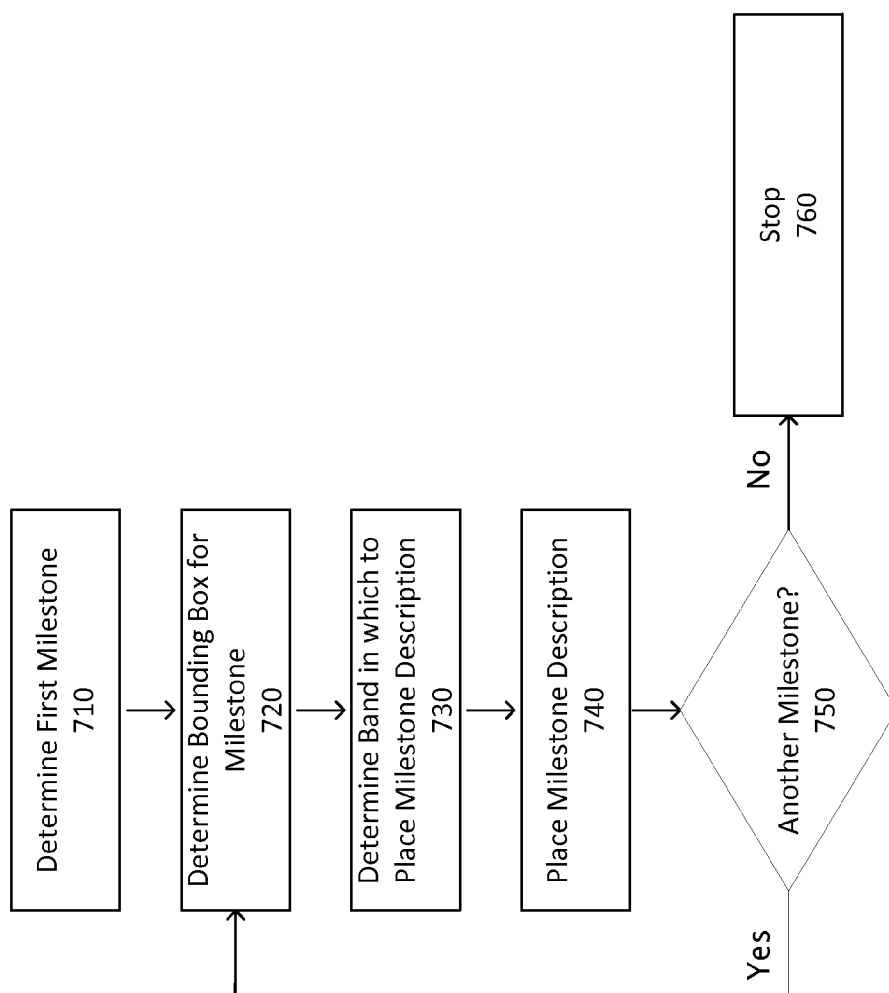 Determine First Milestone
710
Determine Bounding Box for
Milestone
720
Determine Band in which to
Place Milestone Description
730
Place Milestone Description
740
Another Milestone?
750
Yes
No
Stop
760